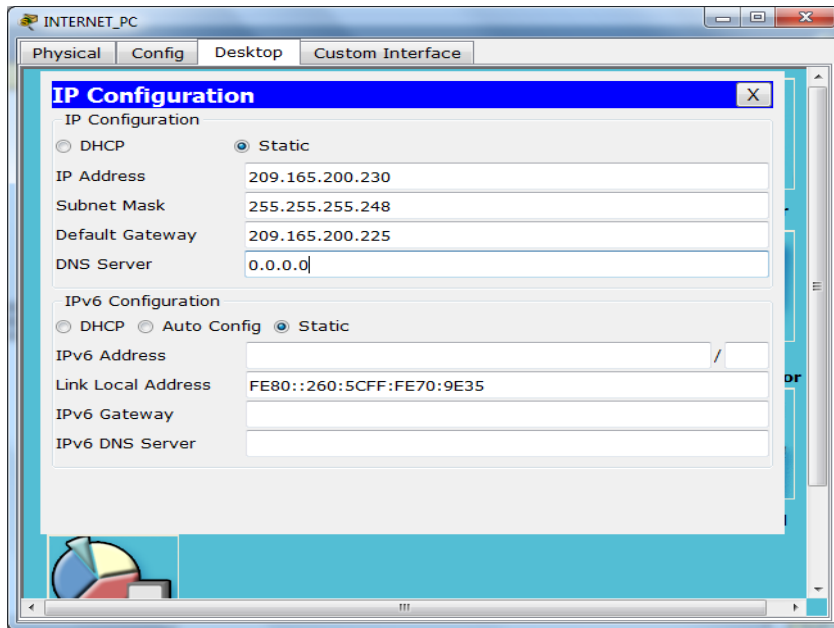 INTERNET_PC
Physical Config Desktop Custom Interface
IP Configuration X
IP Configuration
DHCP Static
IP Address 209.165.200.230
Subnet Mask 255.255.255.248
Default Gateway 209.165.200.225
DNS Server 0.0.0.0
IPv6 Configuration
DHCP Auto Config Static
IPv6 Address /
Link Local Address FE80::260:5CFF:FE70:9E35
IPv6 Gateway
IPv6 DNS Server
or